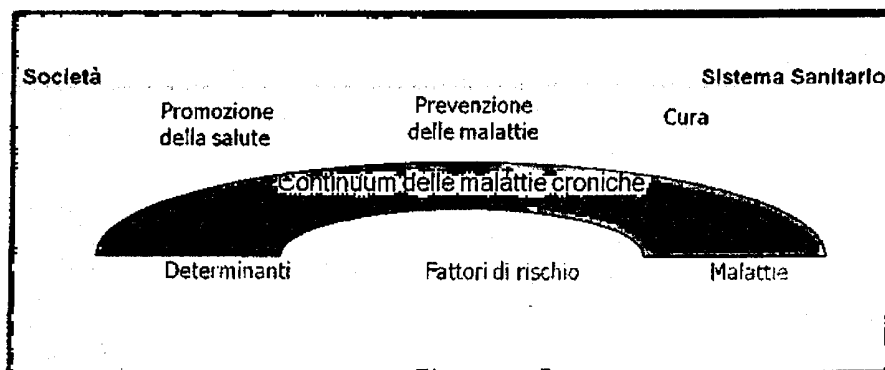 Società
Sistema Sanitario
Promozione
della salute
Prevenzione
delle malattie
Cura
Continuum delle malattie croniche
Determinanti
Fattori di rischio
Malattie